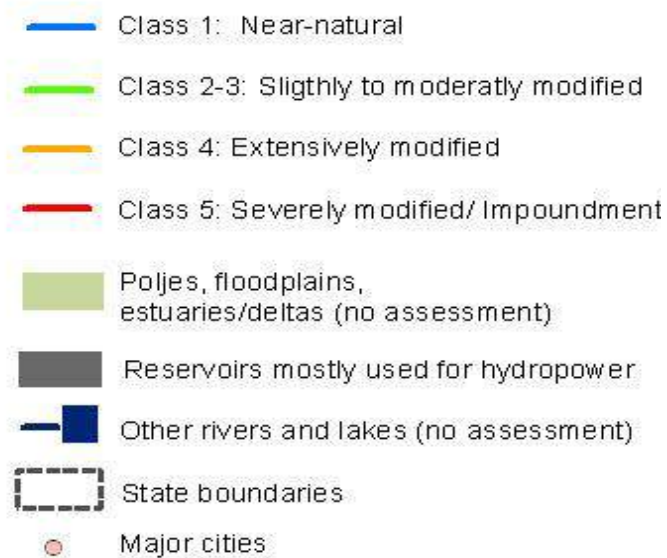 Class 1: Near-natural
Class 2-3: Sligthly to moderatly modified
Class 4: Extensively modified
Class 5: Severely modified/ Impoundment
Poljes, floodplains,
estuaries/deltas (no assessment)
Reservoirs mostly used for hydropower
Other rivers and lakes (no assessment)
State boundaries
Major cities